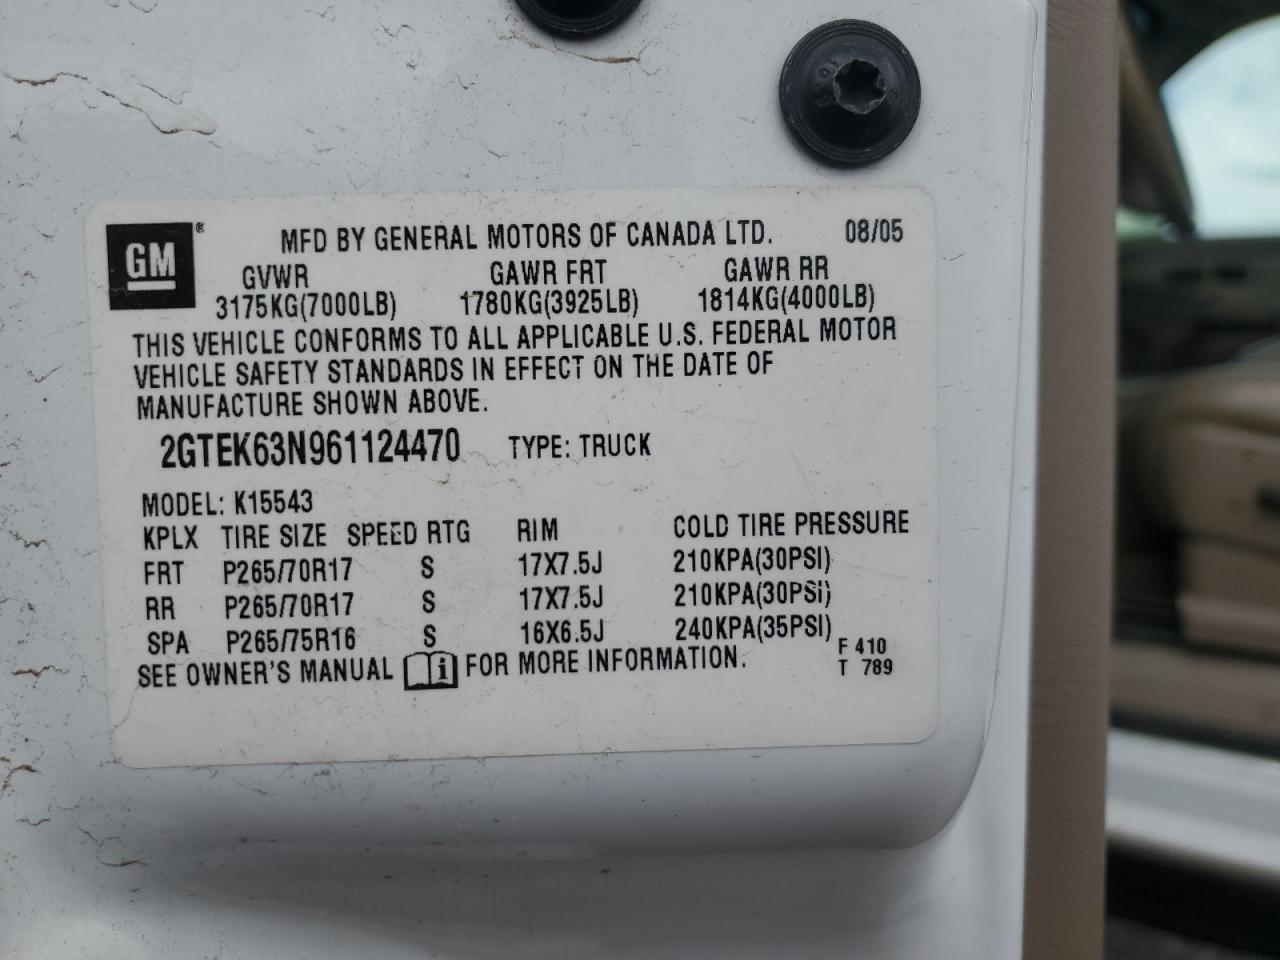 GM ® MFD BY GENERAL MOTORS OF CANADA LTD. 08/05
GVWR GAWR FRT GAWR RR
3175KG(7000LB) 1780KG(3925LB) 1814KG(4000LB)
THIS VEHICLE CONFORMS TO ALL APPLICABLE U.S. FEDERAL MOTOR
VEHICLE SAFETY STANDARDS IN EFFECT ON THE DATE OF
MANUFACTURE SHOWN ABOVE.
2GTEK63N961124470 TYPE: TRUCK
MODEL: K15543
KPLX TIRE SIZE SPEED RTG RIM COLD TIRE PRESSURE
FRT P265/70R17 S 17X7.5J 210KPA(30PSI)
RR P265/70R17 S 17X7.5J 210KPA(30PSI)
SPA P265/75R16 S 16X6.5J 240KPA(35PSI)
SEE OWNER'S MANUAL i FOR MORE INFORMATION.
F 410
T 789